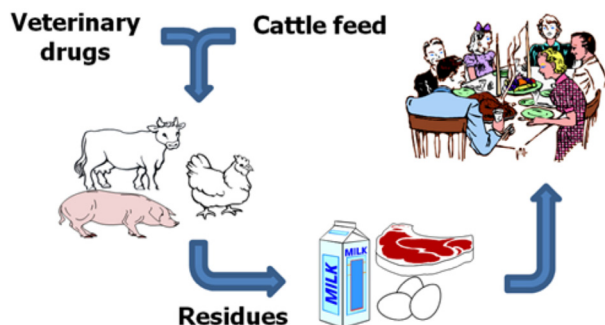 Veterinary
drugs
Cattle feed
MILK
MILK
Residues